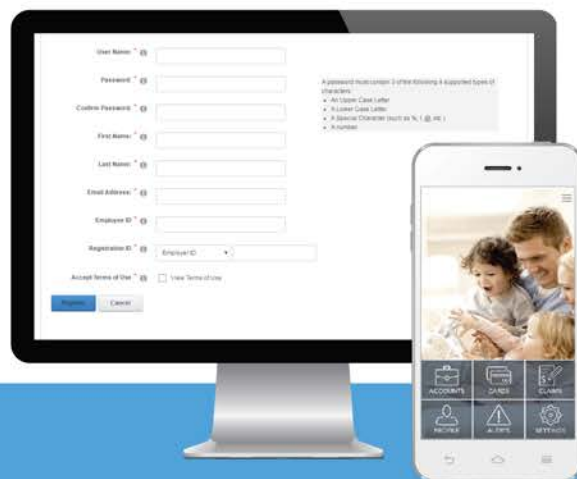 User Name: *
Password: *
Confirm Password: *
First Name: *
Last Name: *
Email Address: *
Employee ID *
Registration ID *
Employer ID
Accept Terms of Use *
View Terms of Use
Register
Cancel
A password must contain 3 of the following 4 supported types of
characters
• An Upper Case Letter
• A Lower Case Letter
• A Special Character (such as %, !, @, etc.)
• A number
ACCOUNTS
CARDS
CLAIMS
PROFILE
ALERTS
SETTINGS